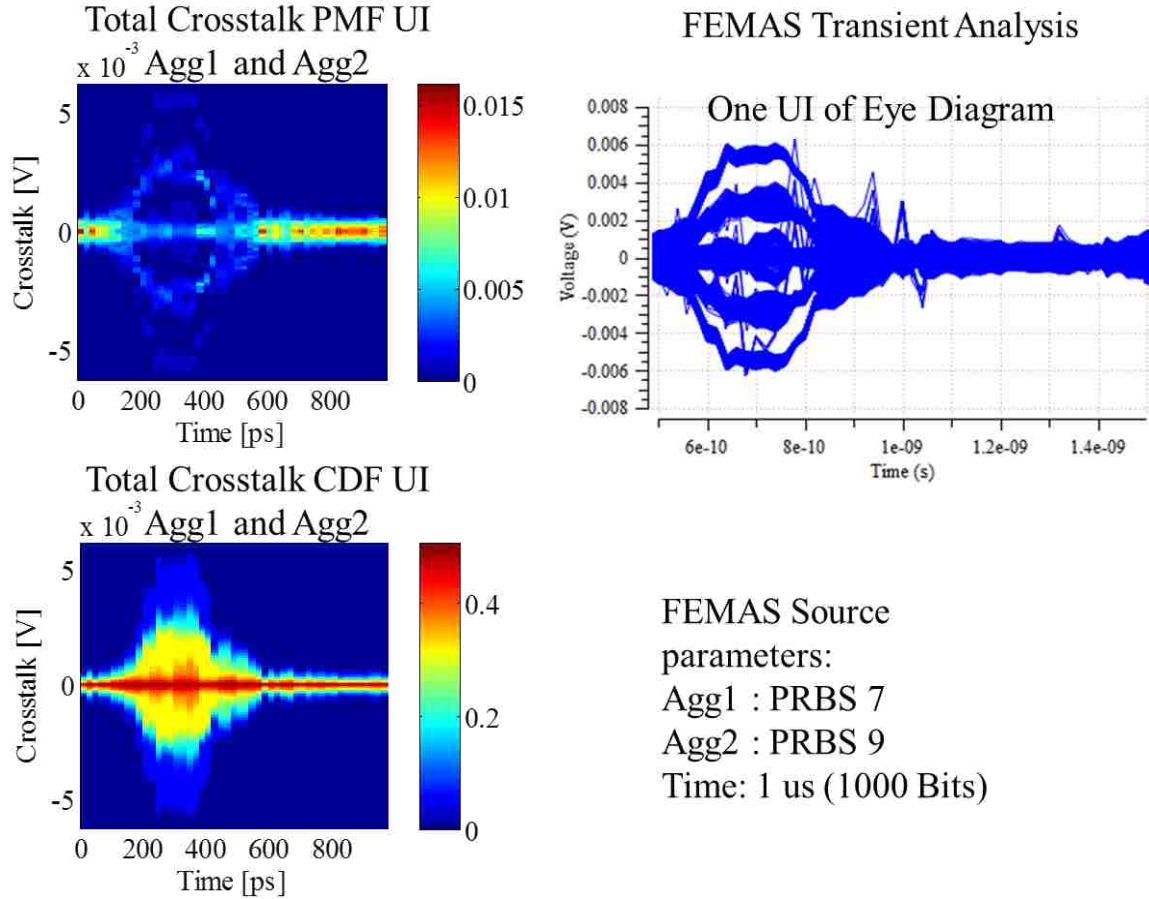 Total Crosstalk PMF UI
x 10-3 Agg1 and Agg2
5
0
-5
Crosstalk [V]
0 200 400 600 800
Time [ps]
0.015
0.01
0.005
0
FEMAS Transient Analysis
One UI of Eye Diagram
0.008
0.006
0.004
0.002
0
-0.002
-0.004
-0.006
-0.008
Voltage (V)
6e-10 8e-10 1e-09 1.2e-09 1.4e-09
Time (s)
Total Crosstalk CDF UI
x 10-3 Agg1 and Agg2
5
0
-5
Crosstalk [V]
0 200 400 600 800
Time [ps]
0.4
0.2
0
FEMAS Source
parameters:
Agg1 : PRBS 7
Agg2 : PRBS 9
Time: 1 us (1000 Bits)